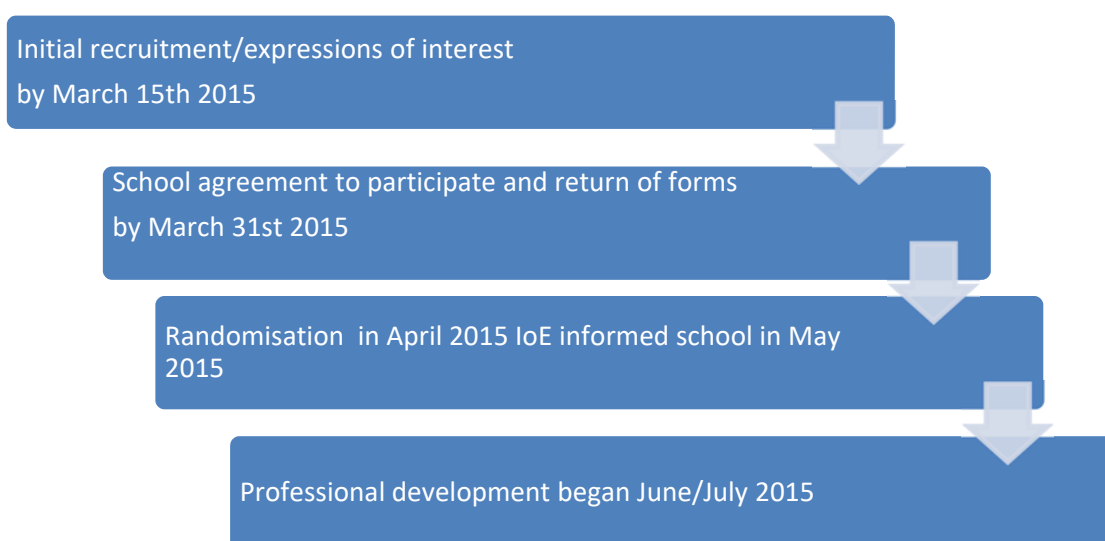 Initial recruitment/expressions of interest
by March 15th 2015
School agreement to participate and return of forms
by March 31st 2015
Randomisation  in April 2015 IoE informed school in May
2015
Professional development began June/July 2015